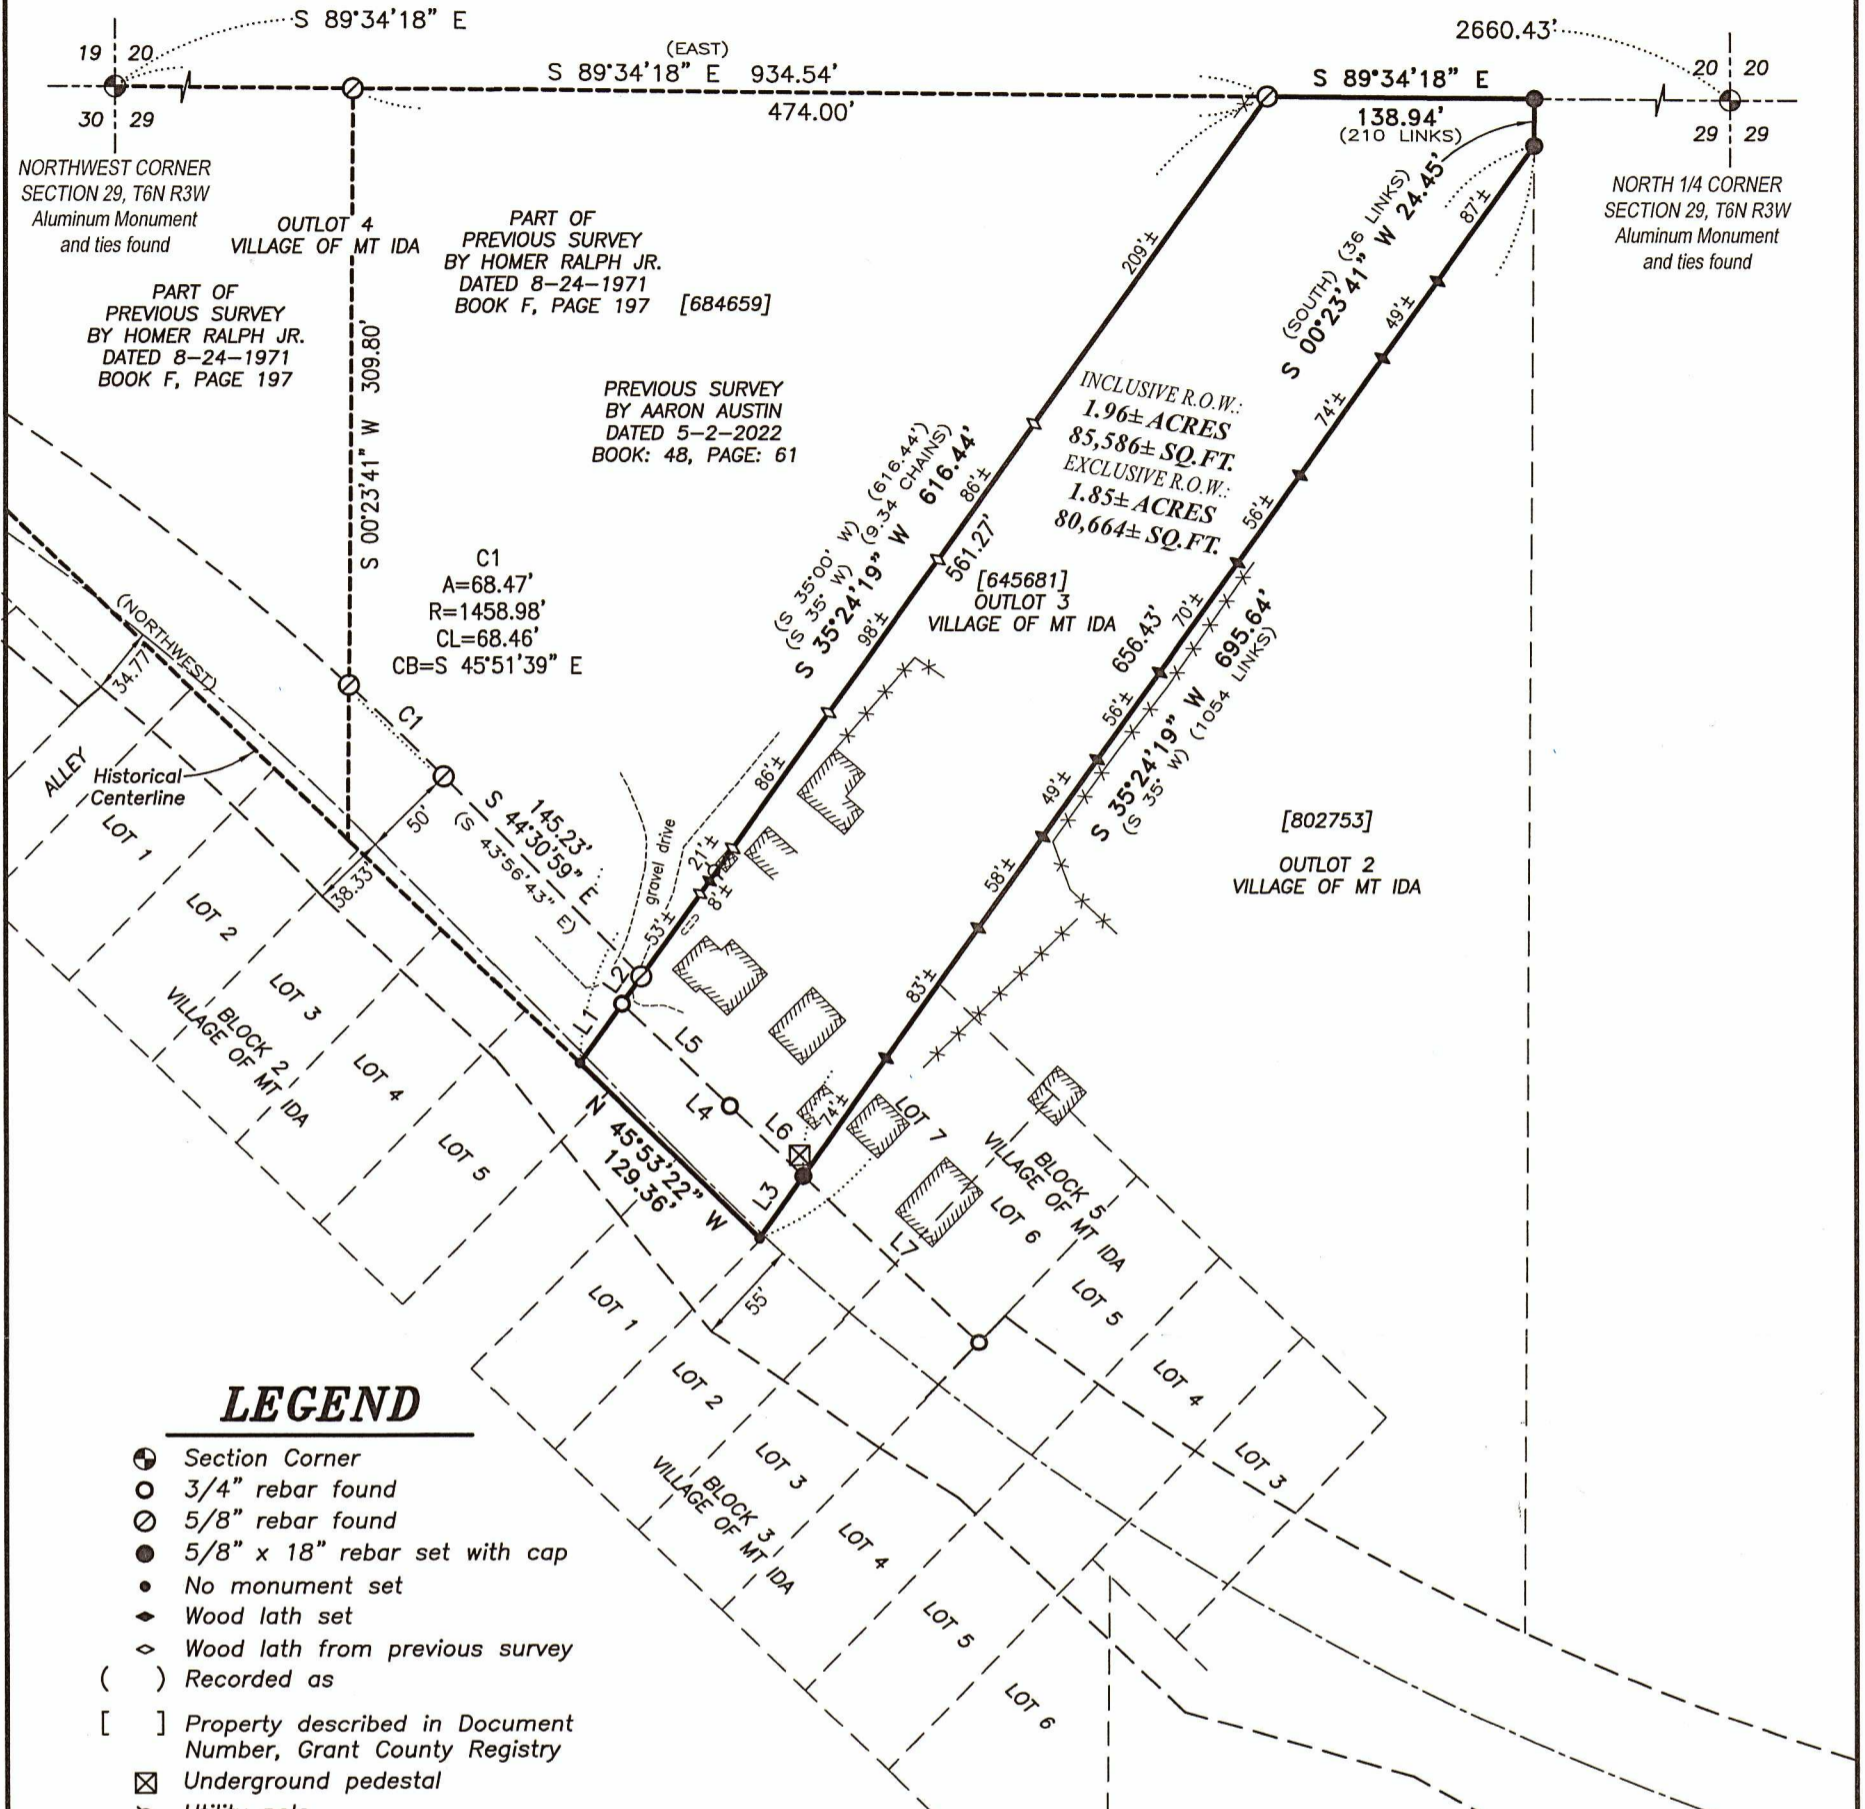 S 89°34'18" E
2660.43'
(EAST)
S 89°34'18" E 934.54'
474.00'
S 89°34'18" E
138.94'
(210 LINKS)
19 20
30 29
20 20
29 29
NORTHWEST CORNER
SECTION 29, T6N R3W
Aluminum Monument
and ties found
NORTH 1/4 CORNER
SECTION 29, T6N R3W
Aluminum Monument
and ties found
OUTLOT 4
VILLAGE OF MT IDA
PART OF
PREVIOUS SURVEY
BY HOMER RALPH JR.
DATED 8-24-1971
BOOK F, PAGE 197 [684659]
PART OF
PREVIOUS SURVEY
BY HOMER RALPH JR.
DATED 8-24-1971
BOOK F, PAGE 197
S 00°23'41" W 309.80'
PREVIOUS SURVEY
BY AARON AUSTIN
DATED 5-2-2022
BOOK: 48, PAGE: 61
(SOUTH) (36 LINKS)
S 00°23'41" W 24.45'
209'±
87'±
49'±
74'±
56'±
INCLUSIVE R.O.W.:
1.96± ACRES
85,586± SQ.FT.
EXCLUSIVE R.O.W.:
1.85± ACRES
80,664± SQ.FT.
(S 35°00' W) (616.44')
(S 35° W) (9.34 CHAINS)
S 35°24'19" W 616.44'
86'±
561.27'
98'±
[645681]
OUTLOT 3
VILLAGE OF MT IDA
C1
A=68.47'
R=1458.98'
CL=68.46'
CB=S 45°51'39" E
(NORTHWEST)
34.77'
C1
70'±
656.43'
56'±
S 35°24'19" W 695.64'
(S 35° W) (1054 LINKS)
49'±
58'±
83'±
74'±
ALLEY
Historical
Centerline
50'
38.33'
145.23'
S 44°30'59" E
(S 43°56'43" E)
gravel drive
86'±
21'±
8'±
53'±
[802753]
OUTLOT 2
VILLAGE OF MT IDA
LOT 1
LOT 2
LOT 3
LOT 4
LOT 5
BLOCK 2
VILLAGE OF MT IDA
L1
L2
L5
L4
L6
L3
L7
N 45°53'22" W
129.36'
55'
LOT 7
LOT 6
LOT 5
LOT 4
LOT 3
BLOCK 5
VILLAGE OF MT IDA
LOT 1
LOT 2
LOT 3
LOT 4
LOT 5
LOT 6
BLOCK 3
VILLAGE OF MT IDA
LEGEND
Section Corner
3/4" rebar found
5/8" rebar found
5/8" x 18" rebar set with cap
No monument set
Wood lath set
Wood lath from previous survey
( ) Recorded as
[ ] Property described in Document
Number, Grant County Registry
Underground pedestal